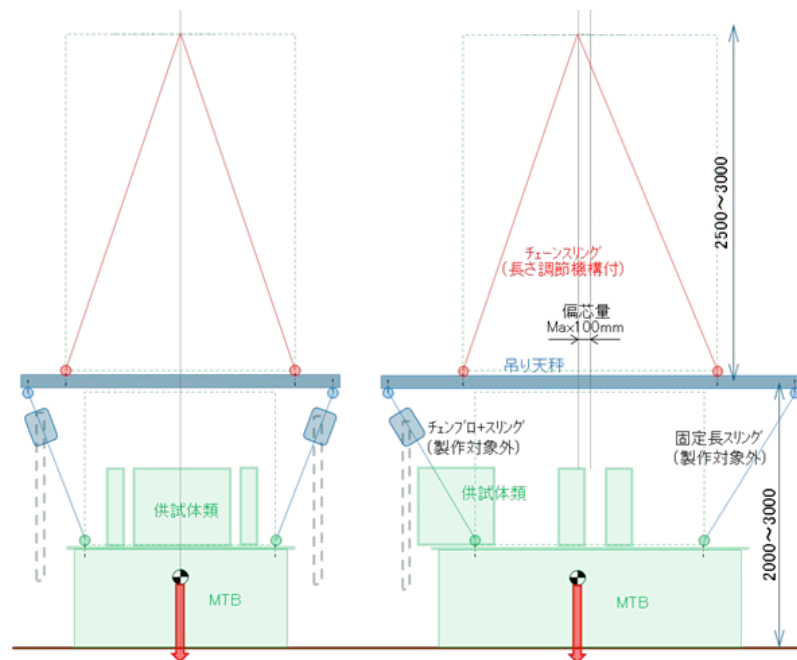 チェーンスリング
(長さ調節機構付)
偏芯量
Max100mm
吊り天秤
2500～3000
チェンブロ+スリング
(製作対象外)
固定長スリング
(製作対象外)
供試体類
供試体類
MTB
MTB
2000～3000